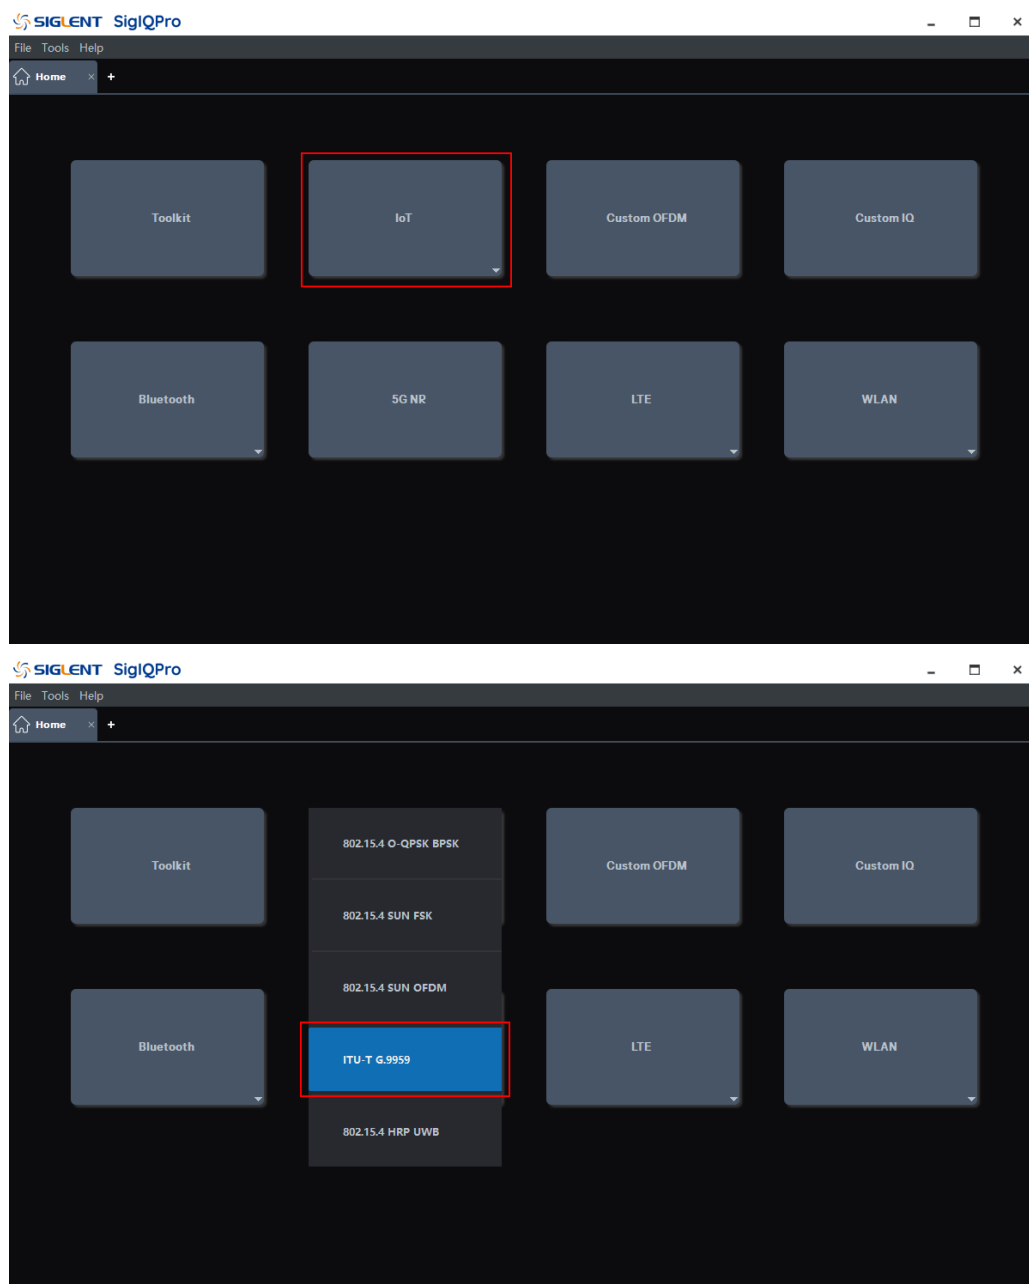 SIGLENT SigIQPro
File Tools Help
Home × +
Toolkit
IoT
Custom OFDM
Custom IQ
Bluetooth
5G NR
LTE
WLAN
SIGLENT SigIQPro
File Tools Help
Home × +
Toolkit
802.15.4 O-QPSK BPSK
802.15.4 SUN FSK
802.15.4 SUN OFDM
ITU-T G.9959
802.15.4 HRP UWB
Custom OFDM
Custom IQ
Bluetooth
LTE
WLAN